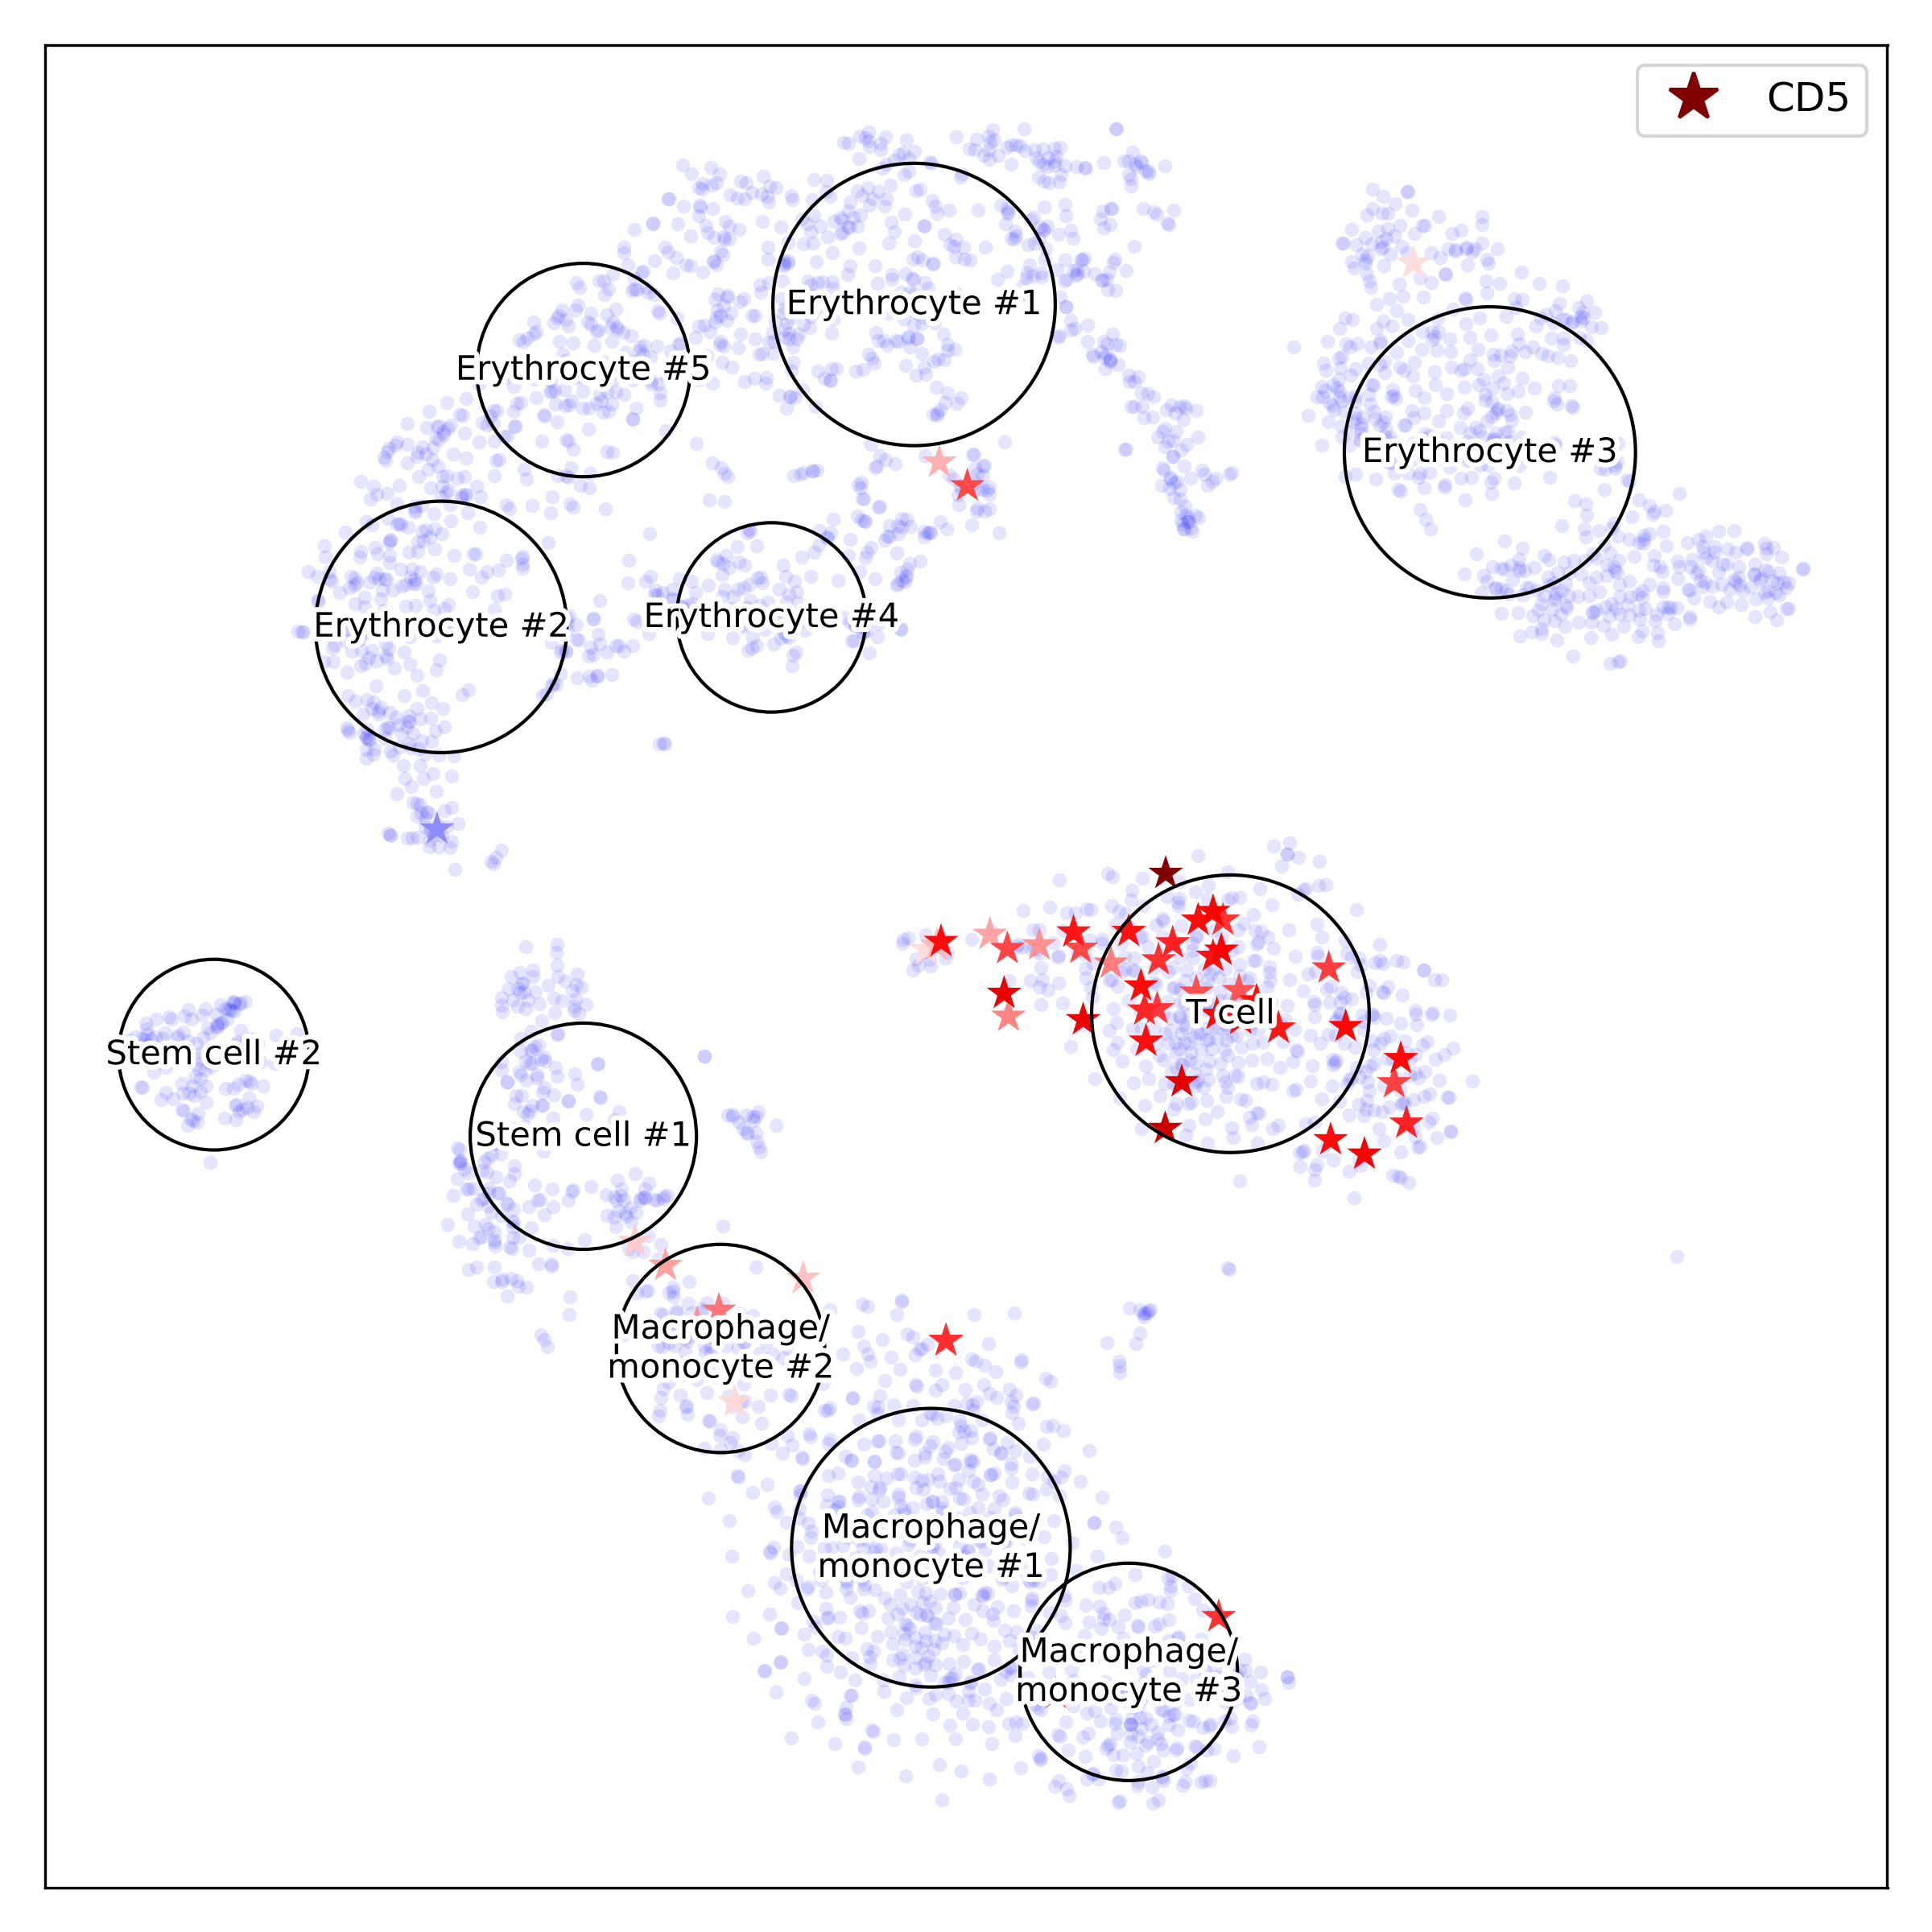 CD5
Erythrocyte #1
Erythrocyte #5
Erythrocyte #3
Erythrocyte #4
Erythrocyte #2
T cell
Stem cell #2
Stem cell #1
Macrophage/
monocyte #2
Macrophage/
monocyte #1
Macrophage/
monocyte #3